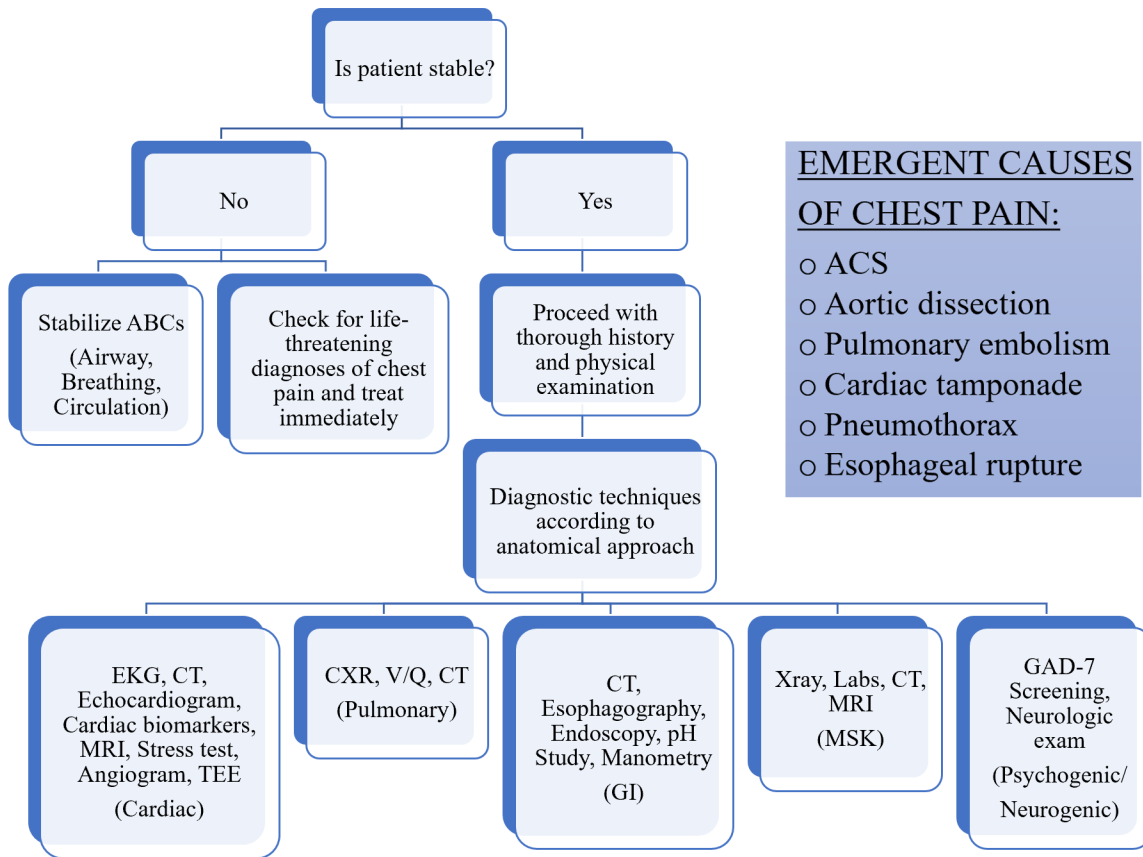 Is patient stable?
No
Yes
Stabilize ABCs
(Airway,
Breathing,
Circulation)
Check for life-
threatening
diagnoses of chest
pain and treat
immediately
Proceed with
thorough history
and physical
examination
Diagnostic techniques
according to
anatomical approach
EKG, CT,
Echocardiogram,
Cardiac biomarkers,
MRI, Stress test,
Angiogram, TEE
(Cardiac)
CXR, V/Q, CT
(Pulmonary)
CT,
Esophagography,
Endoscopy, pH
Study, Manometry
(GI)
Xray, Labs, CT,
MRI
(MSK)
GAD-7
Screening,
Neurologic
exam
(Psychogenic/
Neurogenic)
EMERGENT CAUSES
OF CHEST PAIN:
o ACS
o Aortic dissection
o Pulmonary embolism
o Cardiac tamponade
o Pneumothorax
o Esophageal rupture